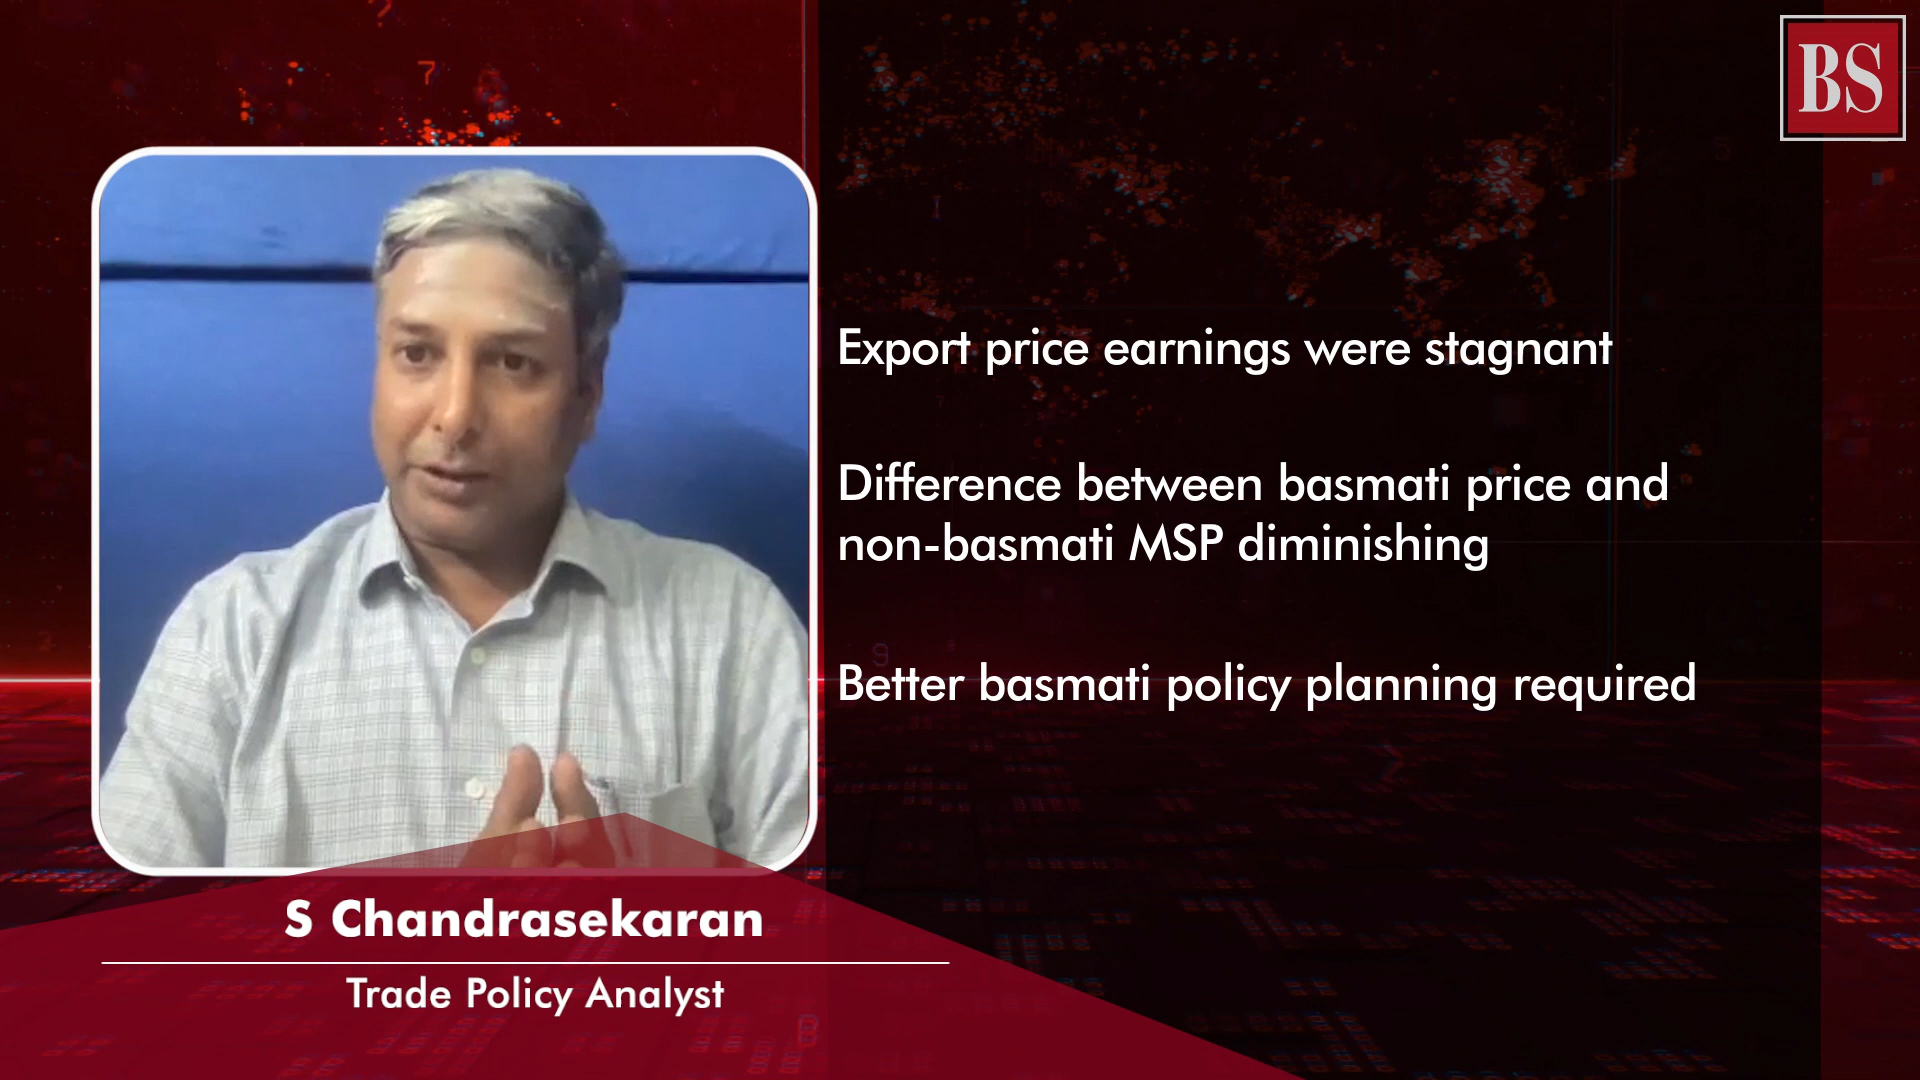 BS
Export price earnings were stagnant
Difference between basmati price and
non-basmati MSP diminishing
Better basmati policy planning required
S Chandrasekaran
Trade Policy Analyst